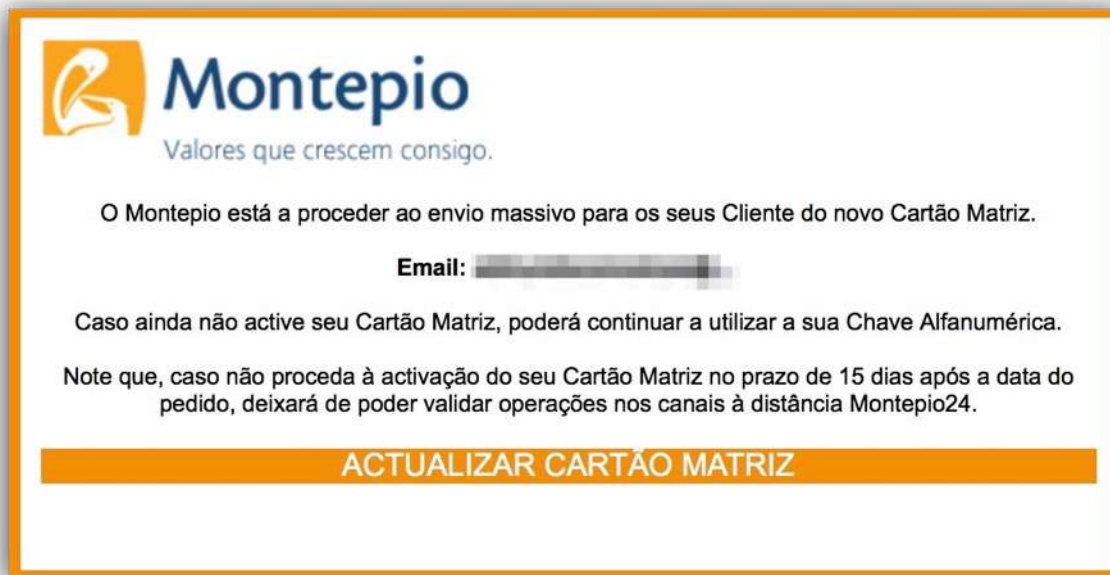 Montepio
Valores que crescem consigo.
O Montepio está a proceder ao envio massivo para os seus Cliente do novo Cartão Matriz.
Email:
Caso ainda não active seu Cartão Matriz, poderá continuar a utilizar a sua Chave Alfanumérica.
Note que, caso não proceda à activação do seu Cartão Matriz no prazo de 15 dias após a data do
pedido, deixará de poder validar operações nos canais à distância Montepio24.
ACTUALIZAR CARTÃO MATRIZ